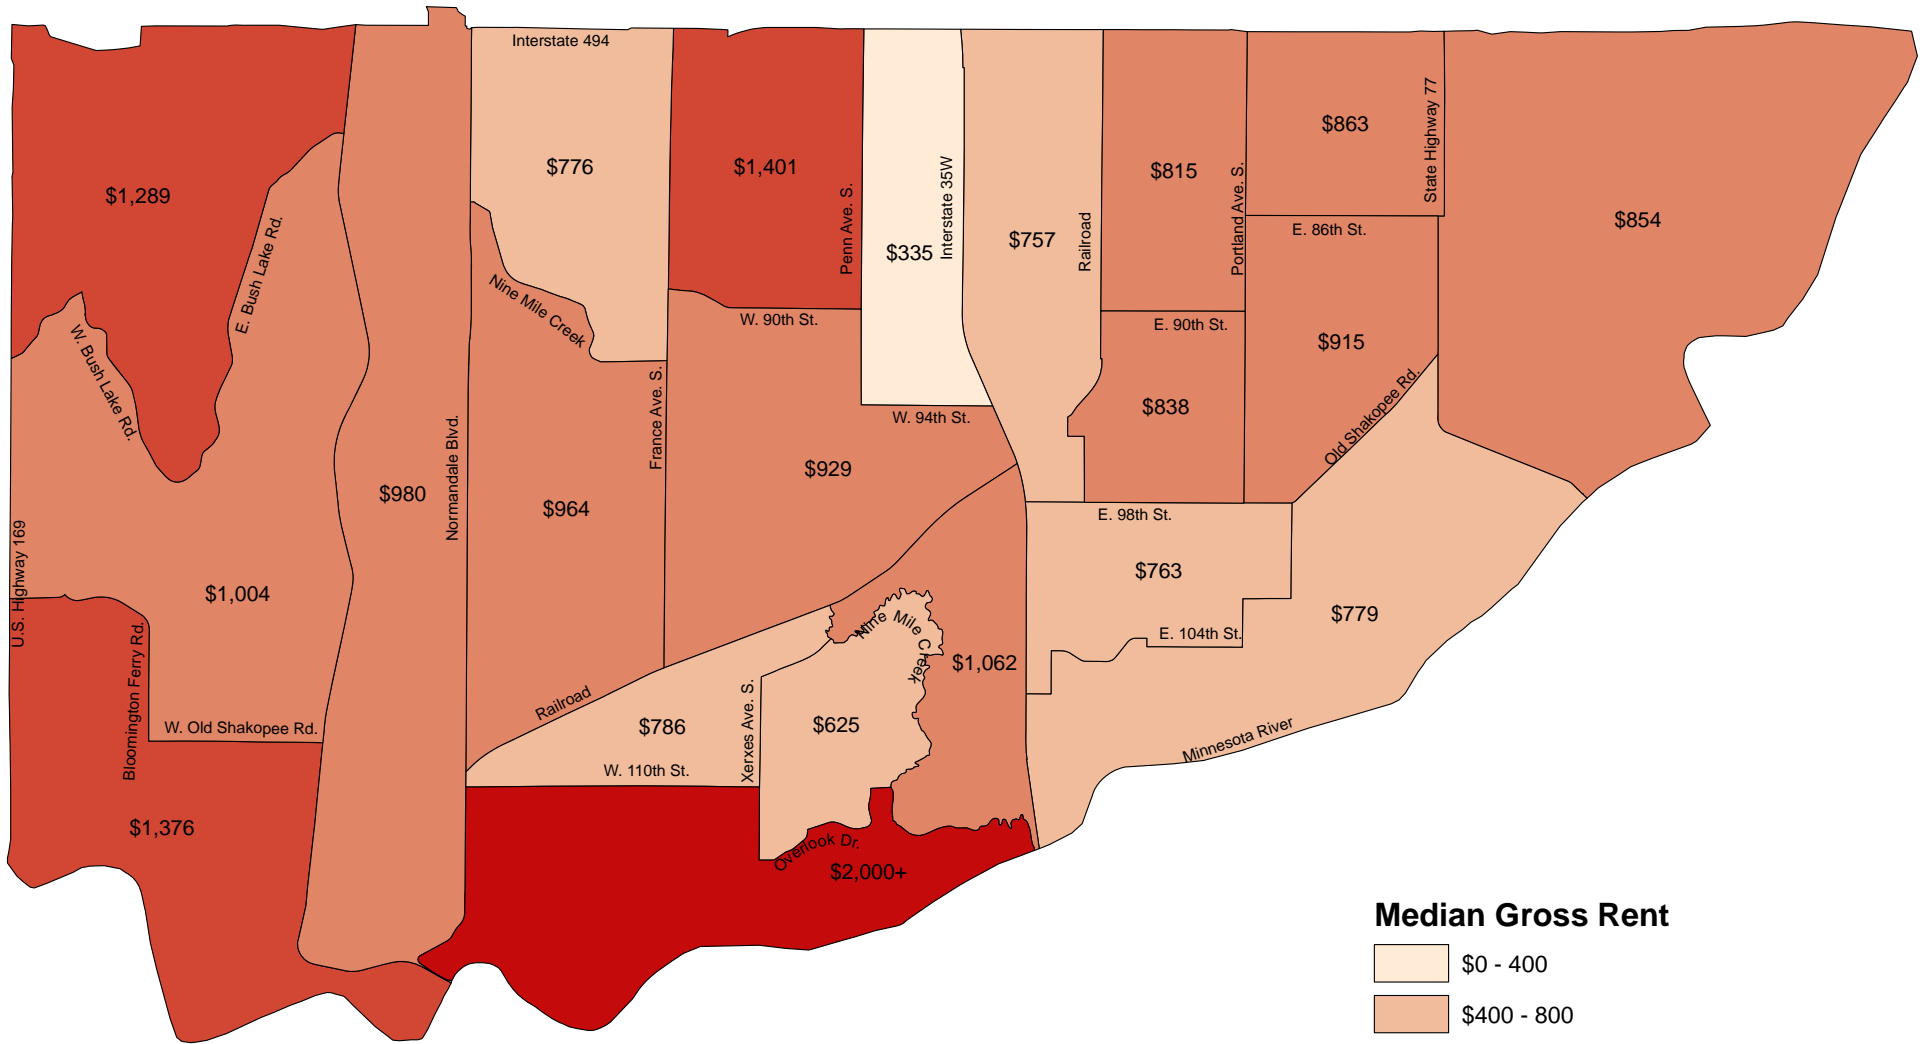 Interstate 494
State Highway 77
$863
$776
$1,401
$815
$1,289
Penn Ave. S.
Interstate 35W
Portland Ave. S.
$854
E. Bush Lake Rd.
$335
$757
Railroad
E. 86th St.
Nine Mile Creek
W. 90th St.
E. 90th St.
$915
W. Bush Lake Rd.
France Ave. S.
$838
Old Shakopee Rd.
W. 94th St.
Normandale Blvd.
$929
$980
$964
E. 98th St.
U.S. Highway 169
$1,004
$763
$779
Nine Mile Creek
E. 104th St.
Bloomington Ferry Rd.
$1,062
Railroad
Xerxes Ave. S.
W. Old Shakopee Rd.
$786
$625
Minnesota River
W. 110th St.
$1,376
Overlook Dr.
$2,000+
Median Gross Rent
$0 - 400
$400 - 800